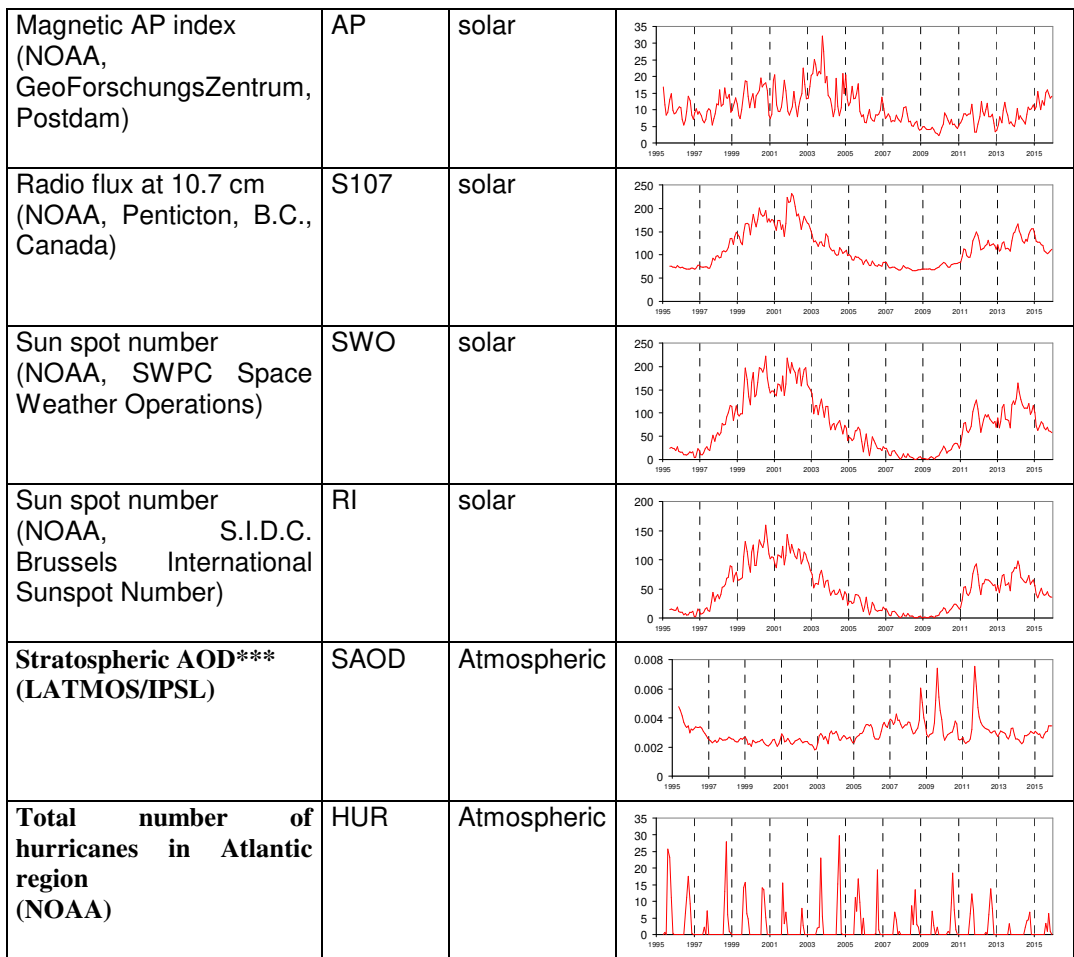 Magnetic AP index
(NOAA,
GeoForschungsZentrum,
Postdam)
AP
solar
35
30
25
20
15
10
5
0
1995 1997 1999 2001 2003 2005 2007 2009 2011 2013 2015
Radio flux at 10.7 cm
(NOAA, Penticton, B.C.,
Canada)
S107
solar
250
200
150
100
50
0
1995 1997 1999 2001 2003 2005 2007 2009 2011 2013 2015
Sun spot number
(NOAA, SWPC Space
Weather Operations)
SWO
solar
250
200
150
100
50
0
1995 1997 1999 2001 2003 2005 2007 2009 2011 2013 2015
Sun spot number
(NOAA, S.I.D.C.
Brussels International
Sunspot Number)
RI
solar
200
150
100
50
0
1995 1997 1999 2001 2003 2005 2007 2009 2011 2013 2015
Stratospheric AOD***
(LATMOS/IPSL)
SAOD
Atmospheric
0.008
0.006
0.004
0.002
0
1995 1997 1999 2001 2003 2005 2007 2009 2011 2013 2015
Total number of
hurricanes in Atlantic
region
(NOAA)
HUR
Atmospheric
35
30
25
20
15
10
5
0
1995 1997 1999 2001 2003 2005 2007 2009 2011 2013 2015